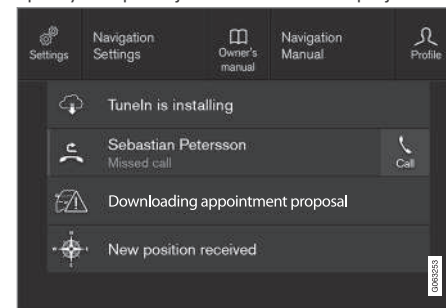 Settings
Navigation
Settings
Owner's
manual
Navigation
Manual
Profile
TuneIn is installing
Sebastian Petersson
Missed call
Call
Downloading appointment proposal
New position received
G063253